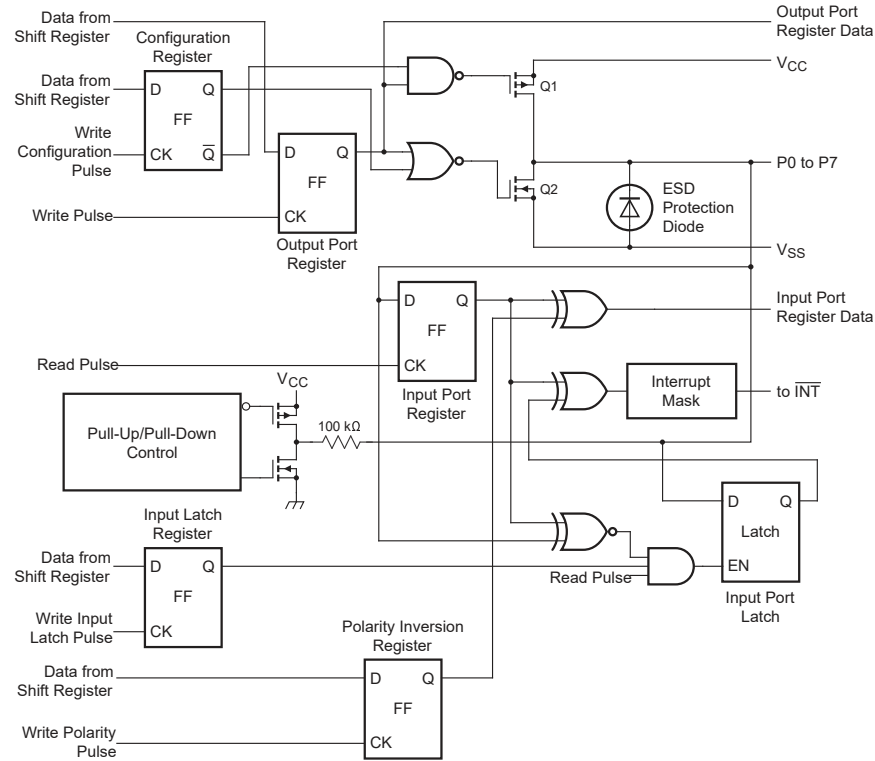 Data from
Shift Register
Configuration
Register
Data from
Shift Register
D
Q
FF
Write
Configuration
Pulse
CK
Q̅
D
Q
FF
CK
Write Pulse
Output Port
Register
Output Port
Register Data
VCC
Q1
P0 to P7
Q2
ESD
Protection
Diode
VSS
D
Q
FF
CK
Read Pulse
Input Port
Register
Input Port
Register Data
Interrupt
Mask
to I̅N̅T̅
VCC
Pull-Up/Pull-Down
Control
100 kΩ
D
Q
Latch
EN
Input Port
Latch
Read Pulse
Input Latch
Register
Data from
Shift Register
D
Q
FF
Write Input
Latch Pulse
CK
Polarity Inversion
Register
Data from
Shift Register
D
Q
FF
Write Polarity
Pulse
CK